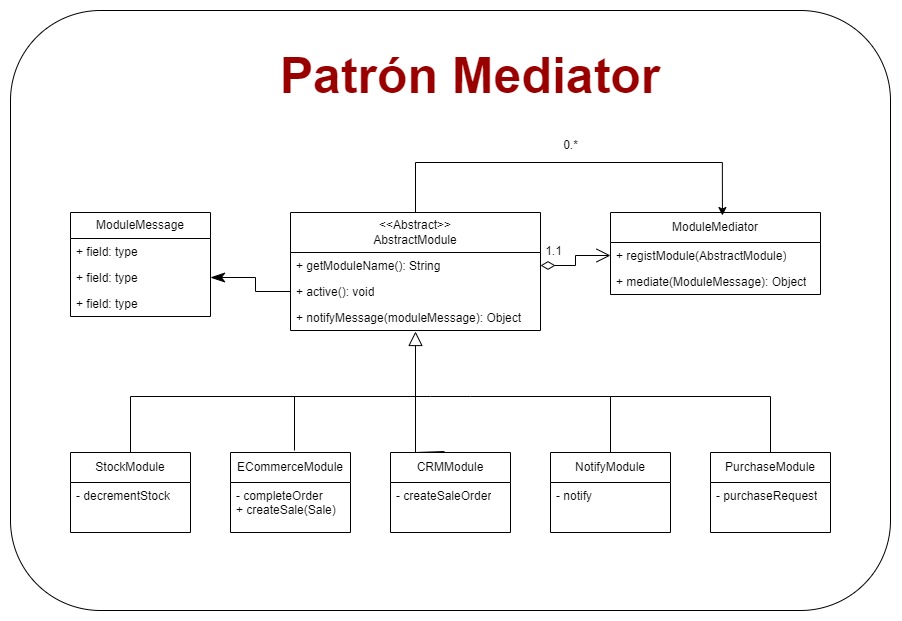 Patrón Mediator
0.*
ModuleMessage
+ field: type
+ field: type
+ field: type
<<Abstract>>
AbstractModule
+ getModuleName(): String
+ active(): void
+ notifyMessage(moduleMessage): Object
1.1
ModuleMediator
+ registModule(AbstractModule)
+ mediate(ModuleMessage): Object
StockModule
- decrementStock
ECommerceModule
- completeOrder
+ createSale(Sale)
CRMModule
- createSaleOrder
NotifyModule
- notify
PurchaseModule
- purchaseRequest